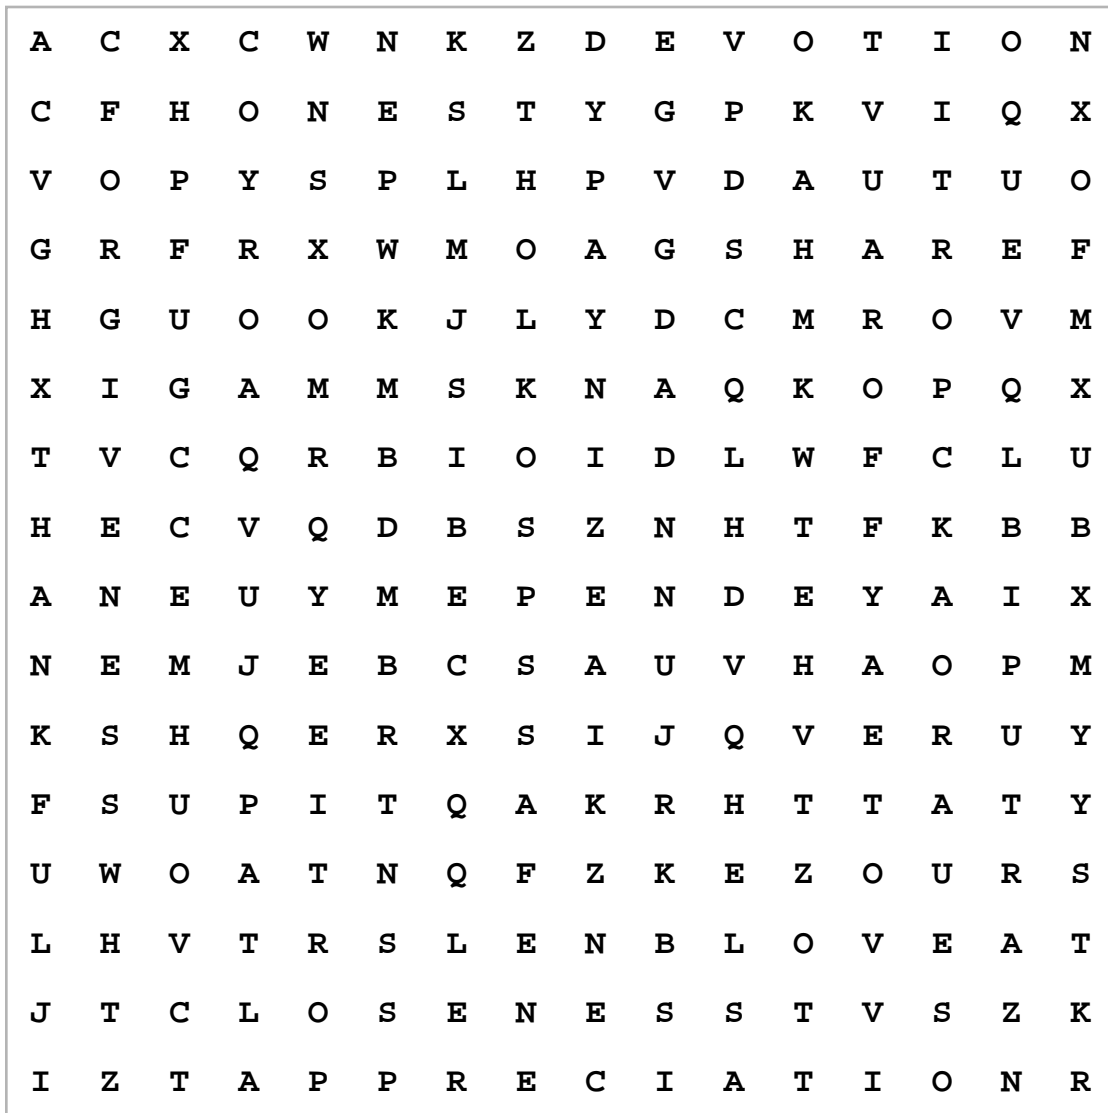 A C X C W N K Z D E V O T I O N
C F H O N E S T Y G P K V I Q X
V O P Y S P L H P V D A U T U O
G R F R X W M O A G S H A R E F
H G U O O K J L Y D C M R O V M
X I G A M M S K N A Q K O P Q X
T V C Q R B I O I D L W F C L U
H E C V Q D B S Z N H T F K B B
A N E U Y M E P E N D E Y A I X
N E M J E B C S A U V H A O P M
K S H Q E R X S I J Q V E R U Y
F S U P I T Q A K R H T T A T Y
U W O A T N Q F Z K E Z O U R S
L H V T R S L E N B L O V E A T
J T C L O S E N E S S T V S Z K
I Z T A P P R E C I A T I O N R